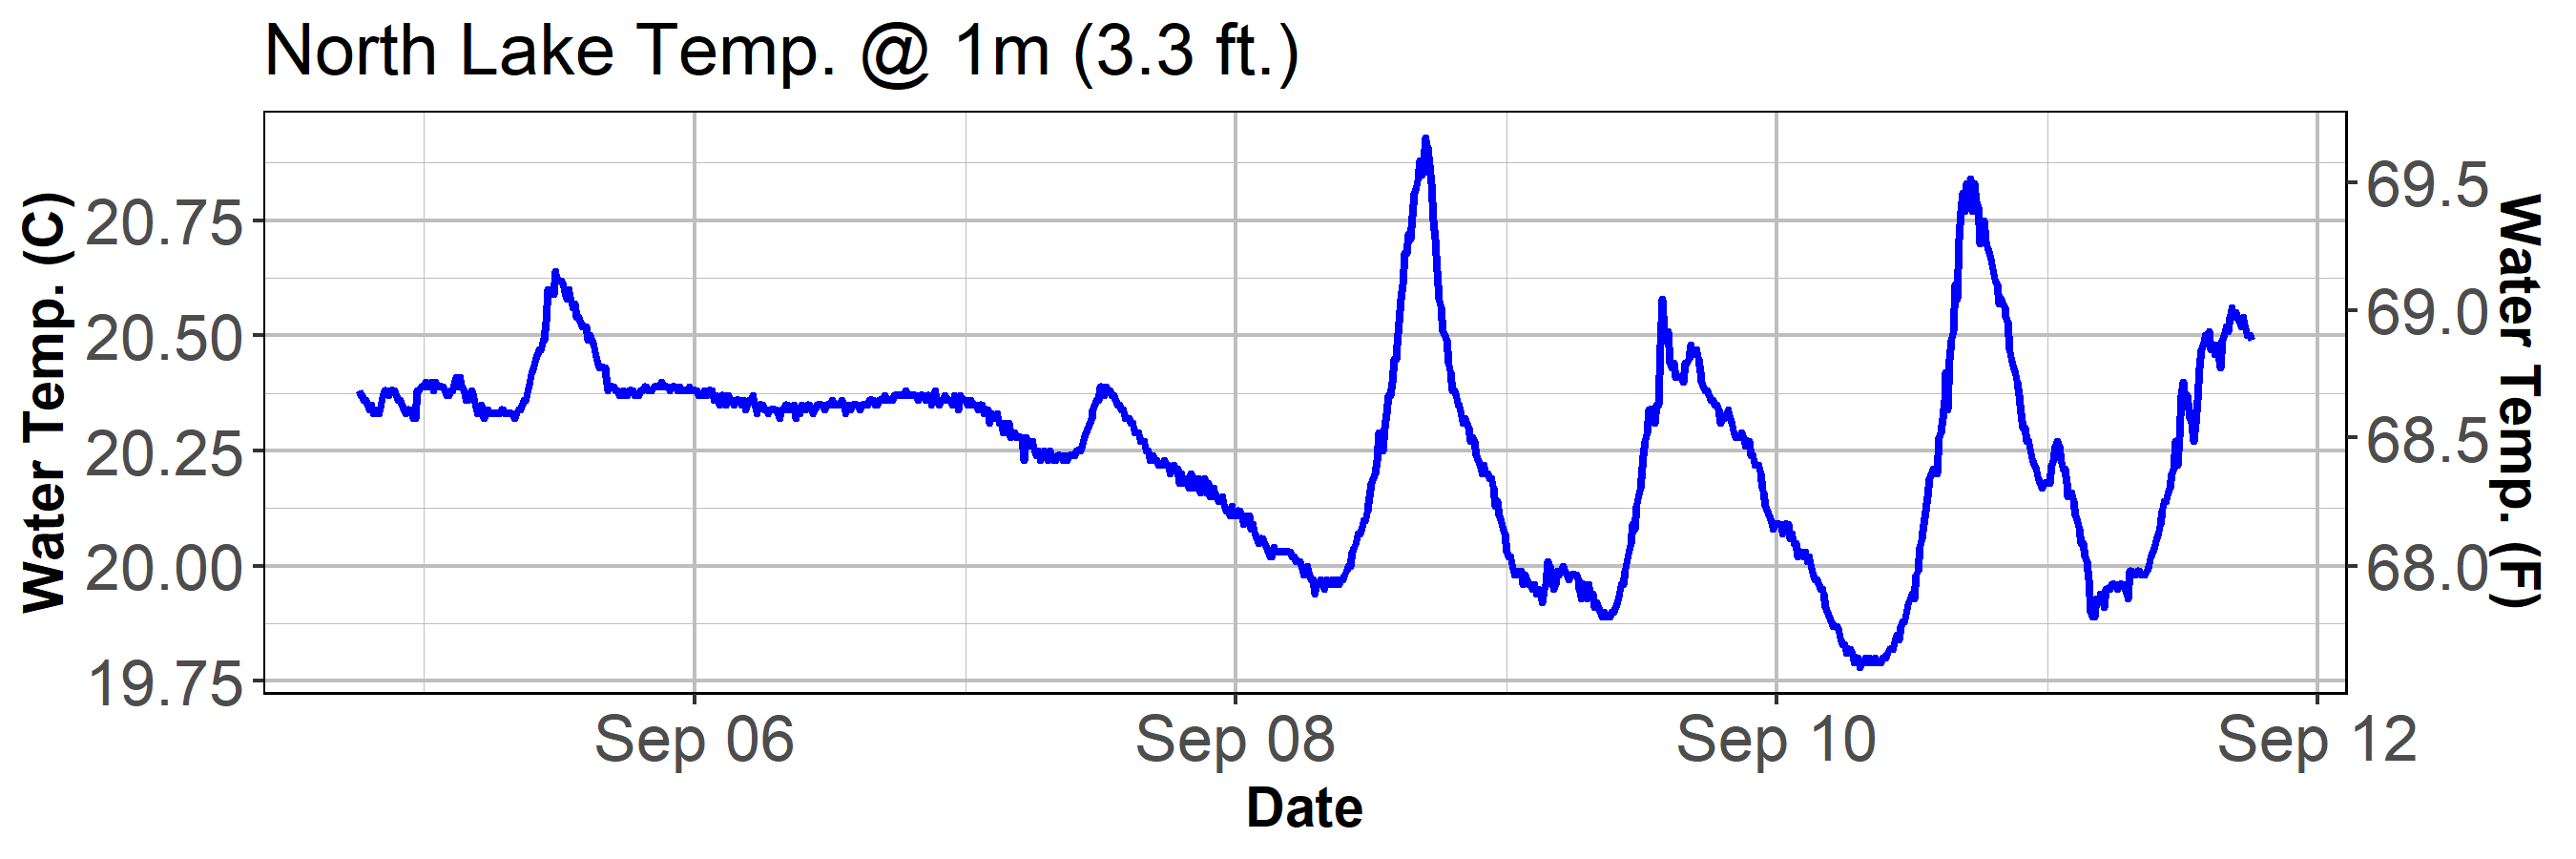 North Lake Temp. @ 1m (3.3 ft.)
Water Temp. (C)
20.75
20.50
20.25
20.00
19.75
69.5
69.0
68.5
68.0
Water Temp. (F)
Sep 06
Sep 08
Sep 10
Sep 12
Date